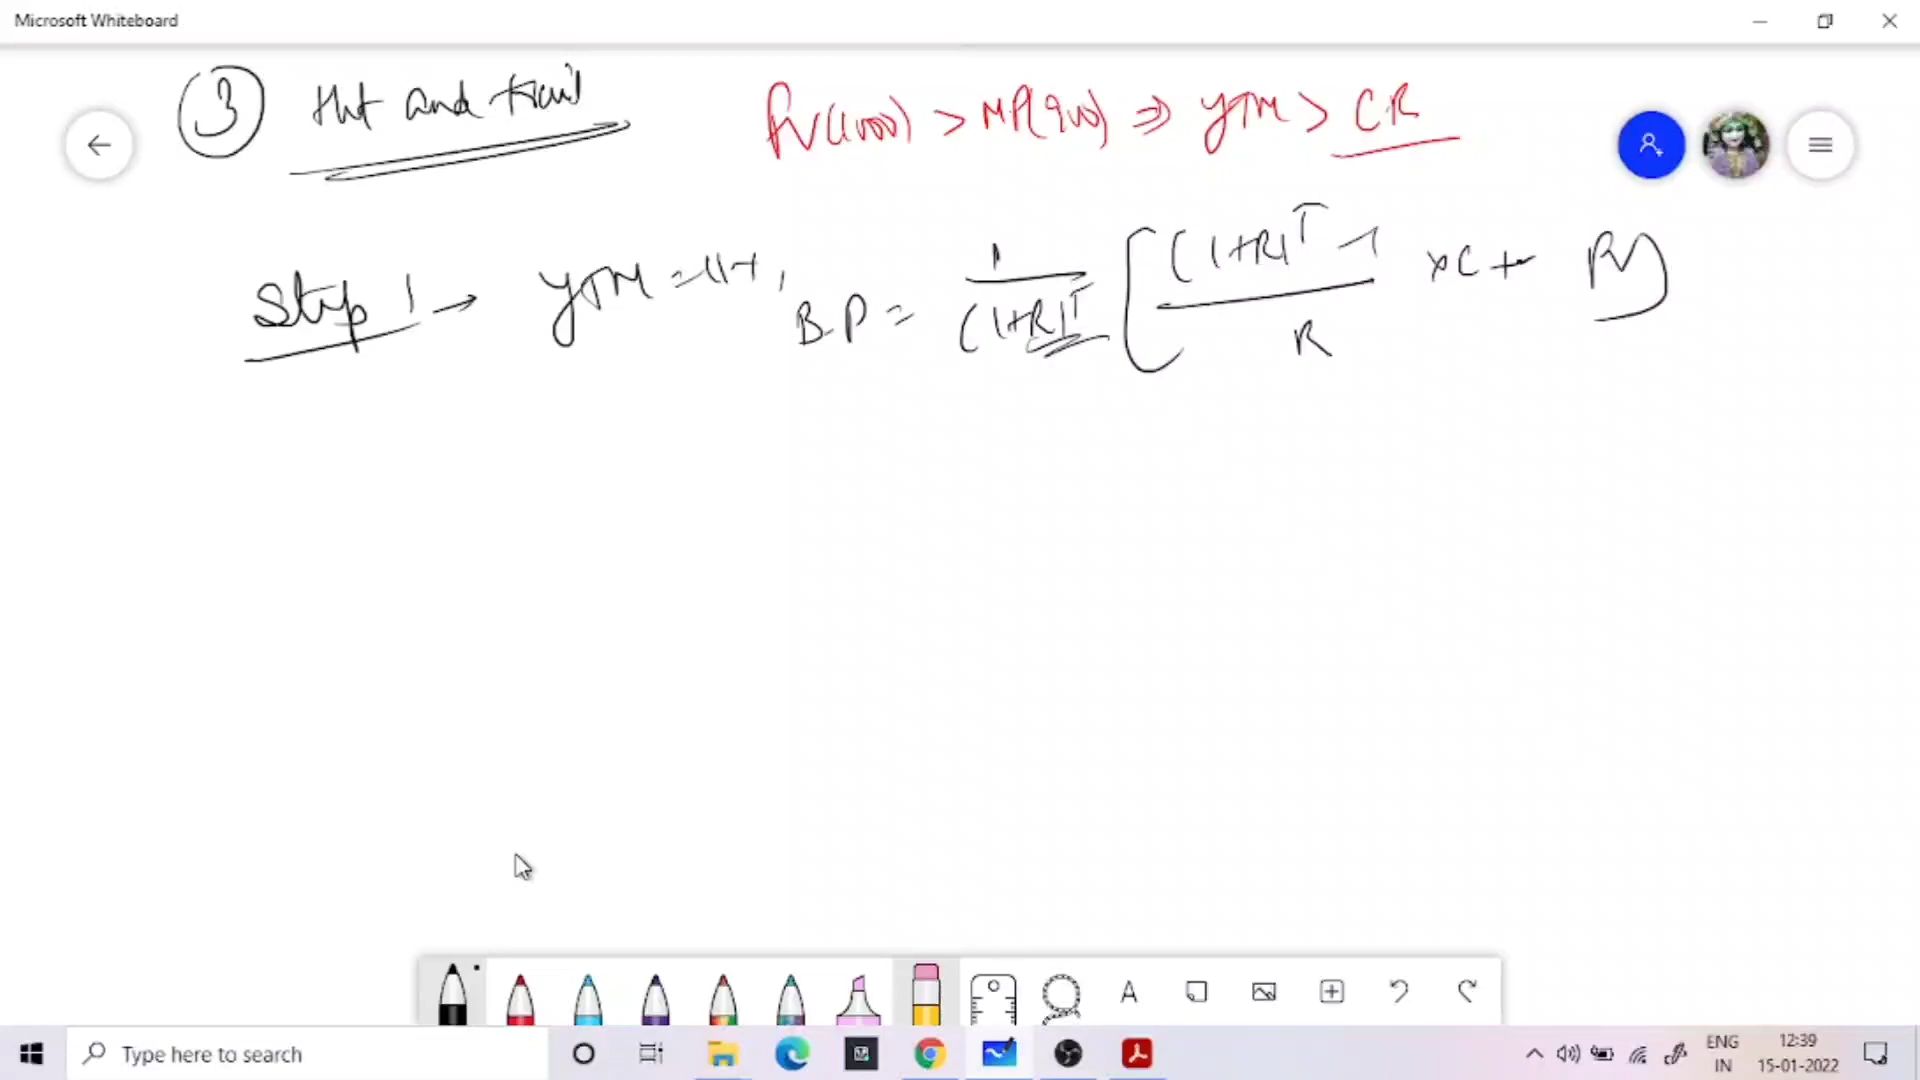 Microsoft Whiteboard
3 Hit and trail
PV(1000) > MP(900) ⇒ YTM > CR
Step 1 → YTM = 11%, B.P = 1/(1+R)^T [ (1+R)^T - 1 / R × C + PV ]
A
Type here to search
ENG
IN
12:39
15-01-2022